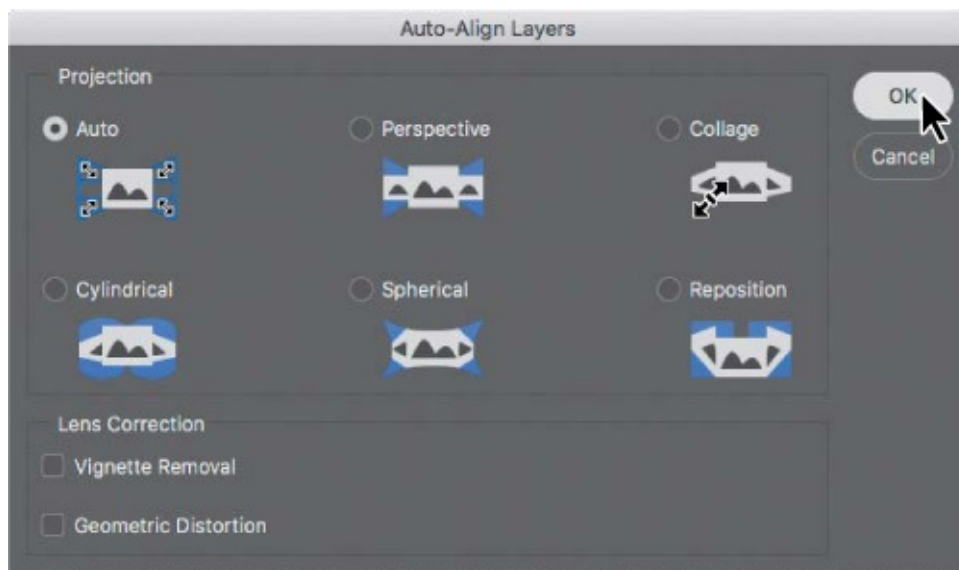 Auto-Align Layers
Projection
Auto
Perspective
Collage
Cylindrical
Spherical
Reposition
Lens Correction
Vignette Removal
Geometric Distortion
OK
Cancel